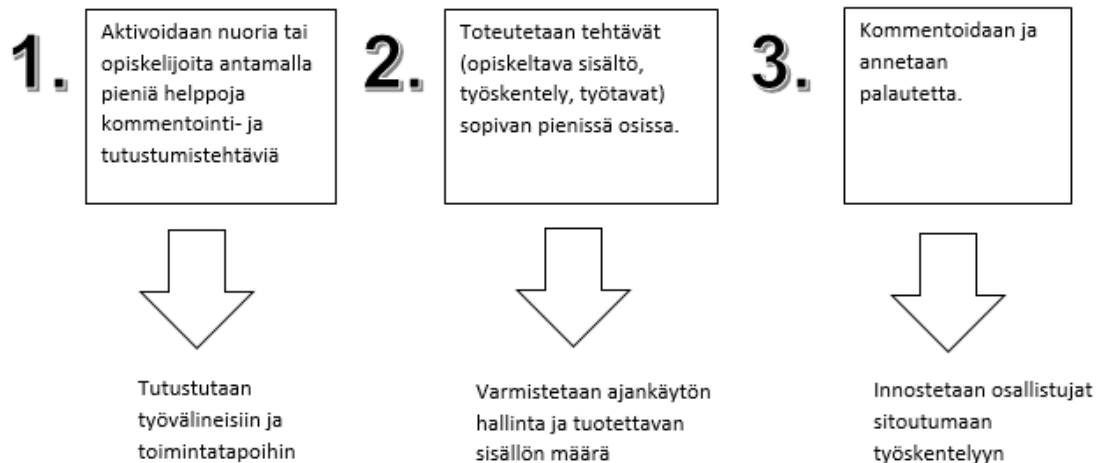 1.
Aktivoidaan nuoria tai
opiskelijoita antamalla
pieniä helppoja
kommentointi- ja
tutustumistehtäviä
2.
Toteutetaan tehtävät
(opiskeltava sisältö,
työskentely, työtavat)
sopivan pienissä osissa.
3.
Kommentoidaan ja
annetaan
palautetta.
Tutustutaan
työvälineisiin ja
toimintatapoihin
Varmistetaan ajankäytön
hallinta ja tuotettavan
sisällön määrä
Innostetaan osallistujat
sitoutumaan
työskentelyyn